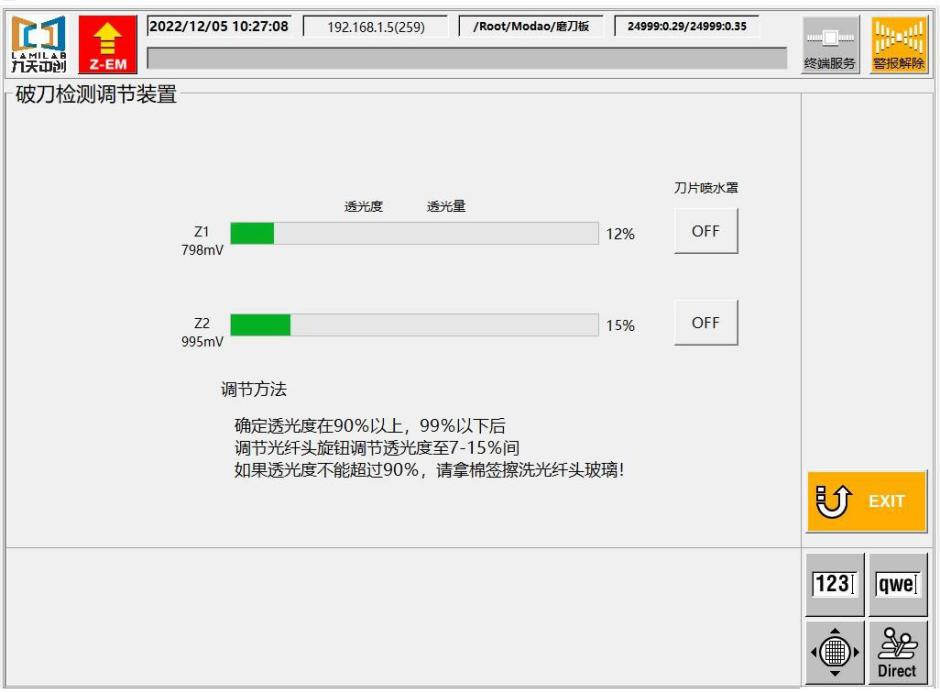 LAMILAB
九天中创
Z-EM
2022/12/05 10:27:08
192.168.1.5(259)
/Root/Modao/磨刀板
24999:0.29/24999:0.35
终端服务
警报解除
破刀检测调节装置
透光度
透光量
刀片喷水罩
Z1
798mV
12%
OFF
Z2
995mV
15%
OFF
调节方法
确定透光度在90%以上，99%以下后
调节光纤头旋钮调节透光度至7-15%间
如果透光度不能超过90%，请拿棉签擦洗光纤头玻璃！
EXIT
123
qwe
Direct